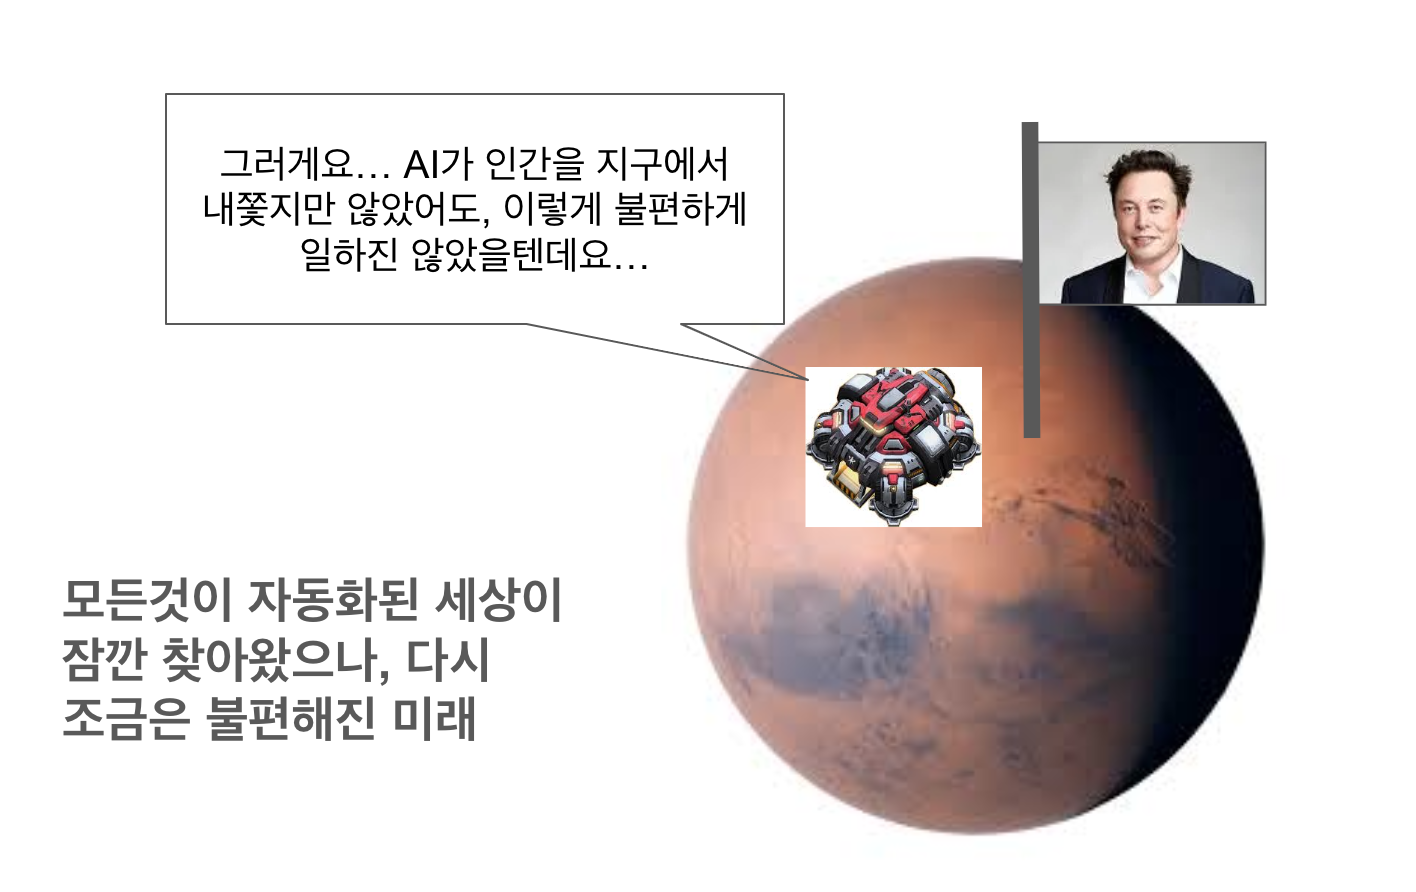 그러게요... AI가 인간을 지구에서
내쫓지만 않았어도, 이렇게 불편하게
일하진 않았을텐데요...
모든것이 자동화된 세상이
잠깐 찾아왔으나, 다시
조금은 불편해진 미래